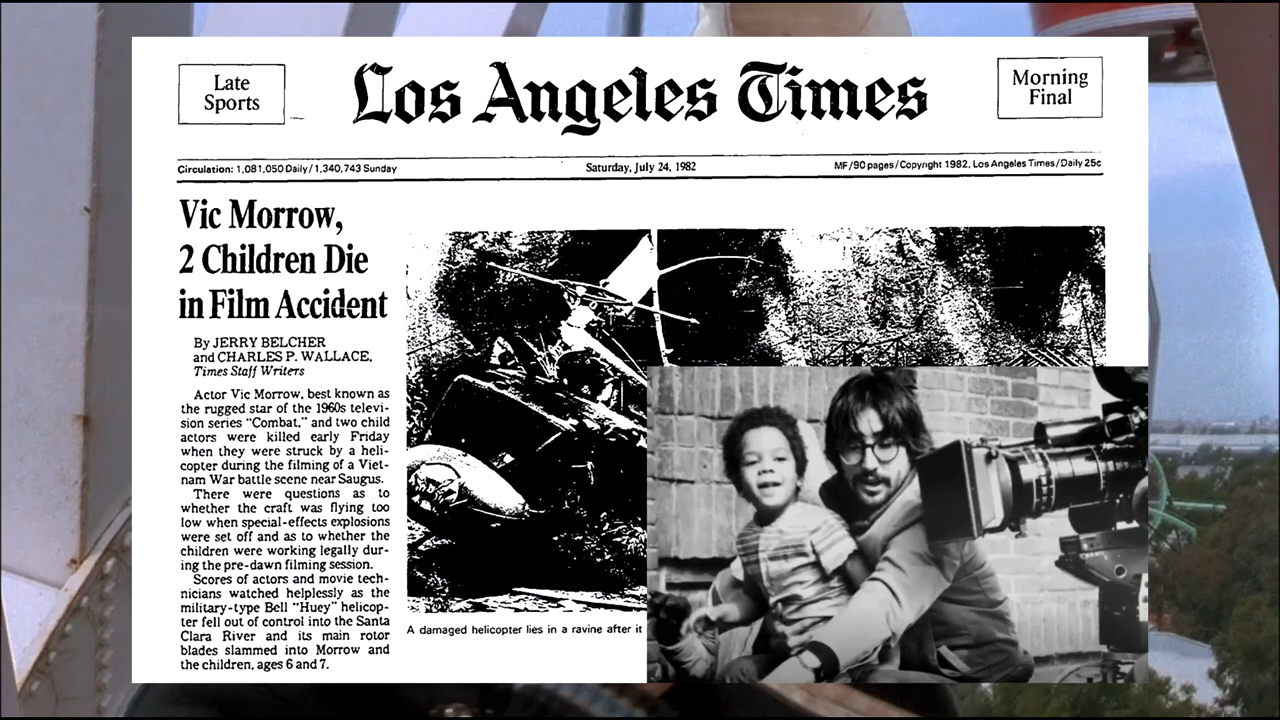 Late
Sports
Los Angeles Times
Morning
Final
Circulation: 1,081,050 Daily/1,340,743 Sunday
Saturday, July 24, 1982
MF/90 pages/Copyright 1982, Los Angeles Times/Daily 25c
Vic Morrow,
2 Children Die
in Film Accident
By JERRY BELCHER
and CHARLES P. WALLACE,
Times Staff Writers
Actor Vic Morrow, best known as
the rugged star of the 1960s televi-
sion series “Combat,” and two child
actors were killed early Friday
when they were struck by a heli-
copter during the filming of a Viet-
nam War battle scene near Saugus.
There were questions as to
whether the craft was flying too
low when special-effects explosions
were set off and as to whether the
children were working legally dur-
ing the pre-dawn filming session.
Scores of actors and movie tech-
nicians watched helplessly as the
military-type Bell “Huey” helicop-
ter fell out of control into the Santa
Clara River and its main rotor
blades slammed into Morrow and
the children, ages 6 and 7.
A damaged helicopter lies in a ravine after it